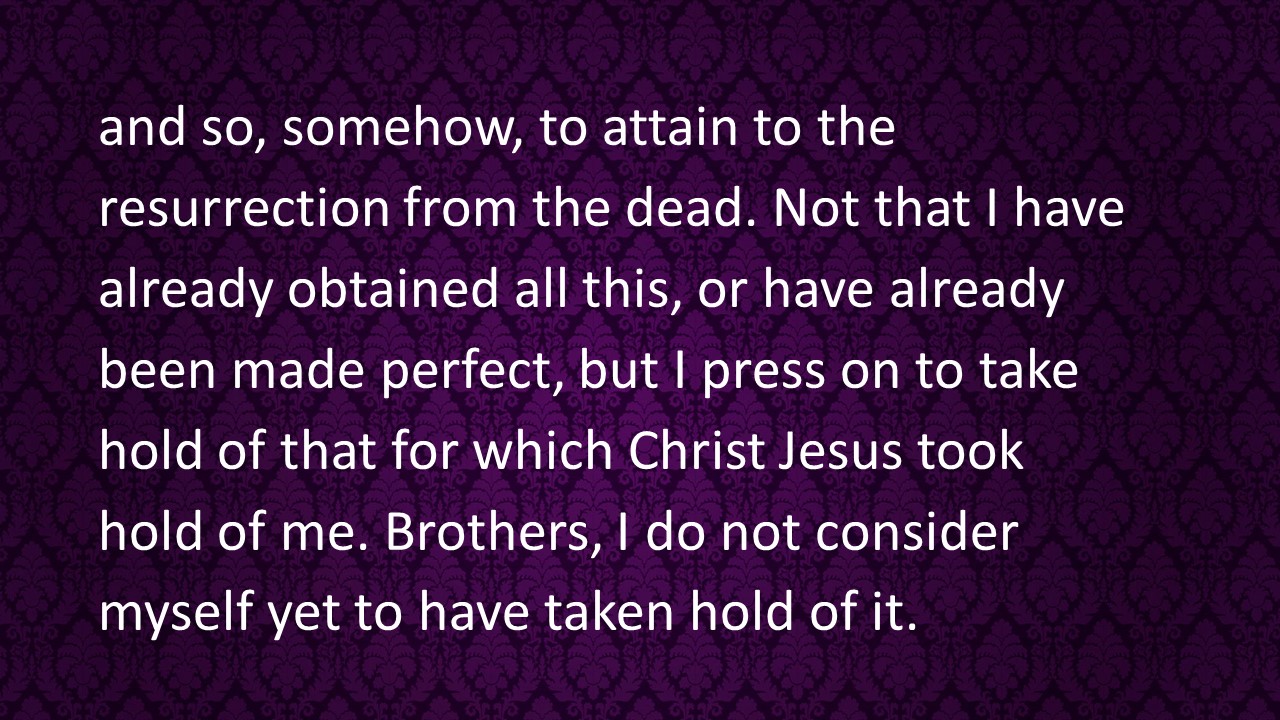 and so, somehow, to attain to the
resurrection from the dead. Not that I have
already obtained all this, or have already
been made perfect, but I press on to take
hold of that for which Christ Jesus took
hold of me. Brothers, I do not consider
myself yet to have taken hold of it.